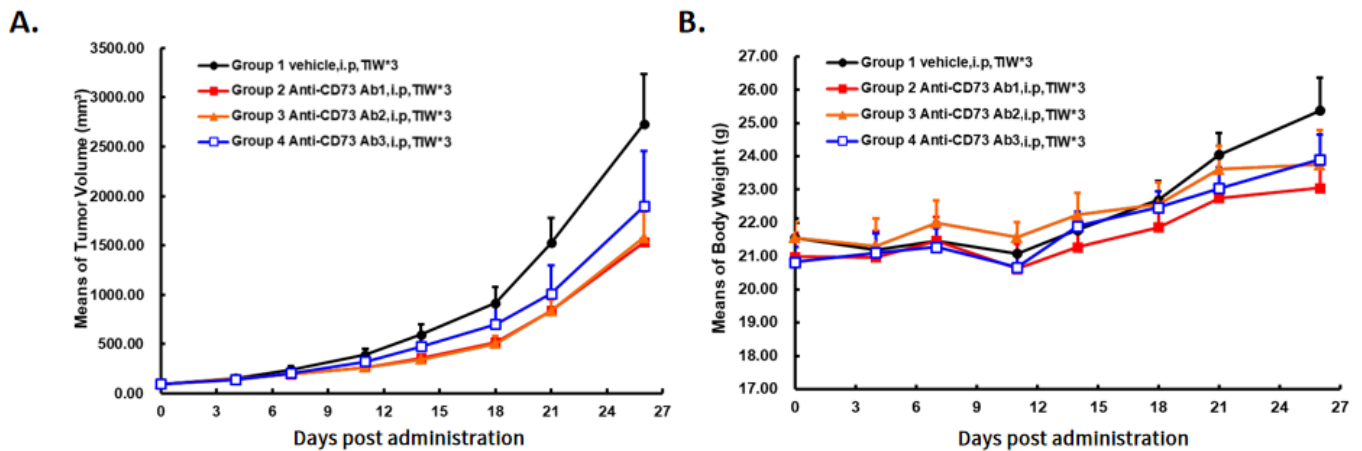 A.
3500.00
3000.00
2500.00
2000.00
1500.00
1000.00
500.00
0.00
Means of Tumor Volume (mm³)
Group 1 vehicle,i.p,TIW*3
Group 2 Anti-CD73 Ab1,i.p,TIW*3
Group 3 Anti-CD73 Ab2,i.p,TIW*3
Group 4 Anti-CD73 Ab3,i.p,TIW*3
0 3 6 9 12 15 18 21 24 27
Days post administration
B.
27.00
26.00
25.00
24.00
23.00
22.00
21.00
20.00
19.00
18.00
17.00
Means of Body Weight (g)
Group 1 vehicle,i.p,TIW*3
Group 2 Anti-CD73 Ab1,i.p,TIW*3
Group 3 Anti-CD73 Ab2,i.p,TIW*3
Group 4 Anti-CD73 Ab3,i.p,TIW*3
0 3 6 9 12 15 18 21 24 27
Days post administration